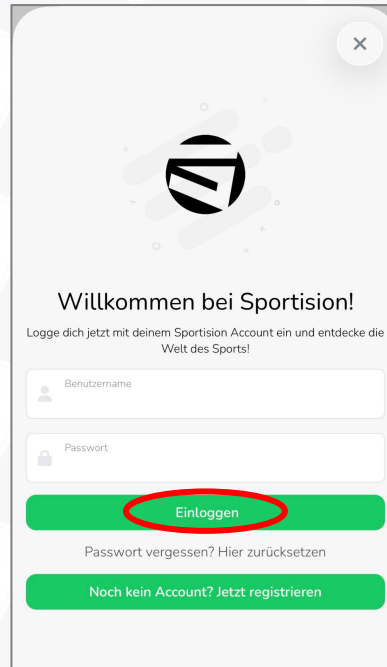 Willkommen bei Sportision!
Logge dich jetzt mit deinem Sportision Account ein und entdecke die
Welt des Sports!
Benutzername
Passwort
Einloggen
Passwort vergessen? Hier zurücksetzen
Noch kein Account? Jetzt registrieren